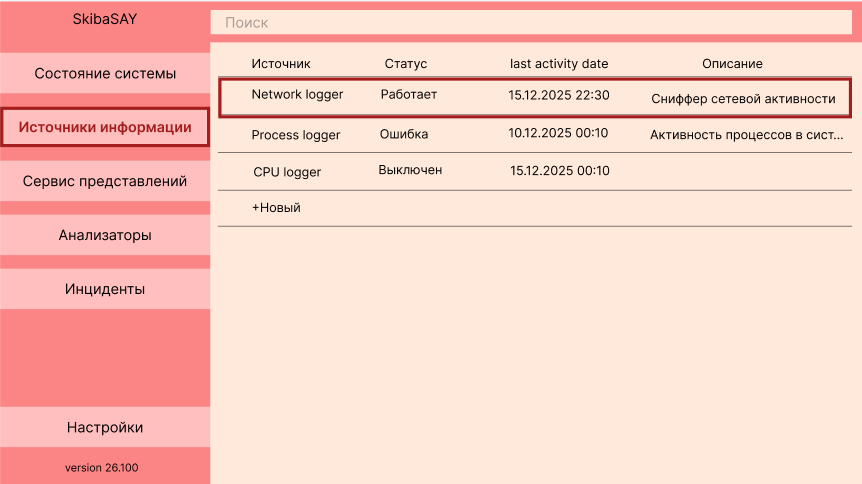 SkibaSAY
Поиск
Состояние системы
Источники информации
Сервис представлений
Анализаторы
Инциденты
Настройки
version 26.100
Источник Статус last activity date Описание
Network logger Работает 15.12.2025 22:30 Сниффер сетевой активности
Process logger Ошибка 10.12.2025 00:10 Активность процессов в сист...
CPU logger Выключен 15.12.2025 00:10
+Новый